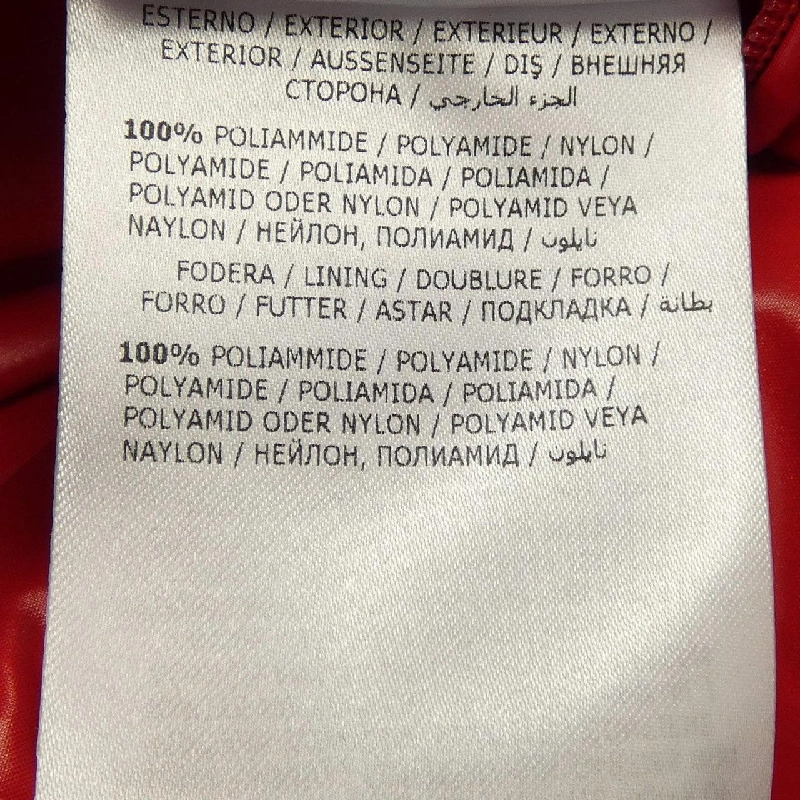 ESTERNO / EXTERIOR / EXTERIEUR / EXTERNO /
EXTERIOR / AUSSENSEITE / DIŞ / ВНЕШНЯЯ
СТОРОНА / الجزء الخارجي
100% POLIAMMIDE / POLYAMIDE / NYLON /
POLYAMIDE / POLIAMIDA / POLIAMIDA /
POLYAMID ODER NYLON / POLYAMID VEYA
NAYLON / НЕЙЛОН, ПОЛИАМИД / نايلون
FODERA / LINING / DOUBLURE / FORRO /
FORRO / FUTTER / ASTAR / ПОДКЛАДКА / بطانة
100% POLIAMMIDE / POLYAMIDE / NYLON /
POLYAMIDE / POLIAMIDA / POLIAMIDA /
POLYAMID ODER NYLON / POLYAMID VEYA
NAYLON / НЕЙЛОН, ПОЛИАМИД / نايلون